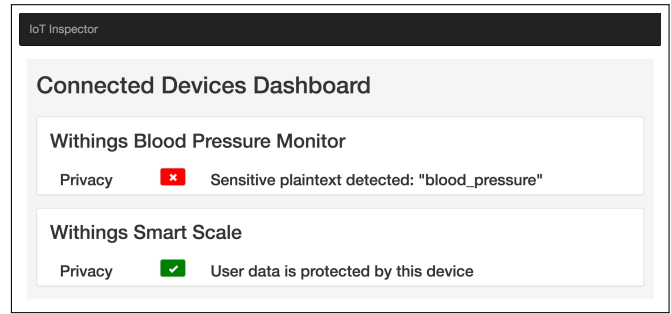 IoT Inspector
Connected Devices Dashboard
Withings Blood Pressure Monitor
Privacy Sensitive plaintext detected: "blood_pressure"
Withings Smart Scale
Privacy User data is protected by this device